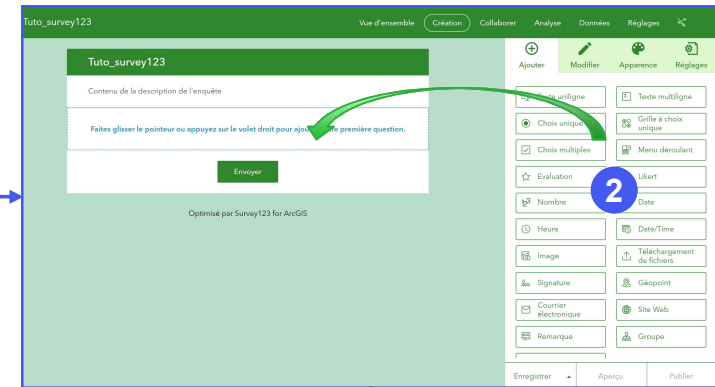 Tuto_survey123
Vue d'ensemble Création Collaborer Analyse Données Réglages
Ajouter Modifier Apparence Réglages
Tuto_survey123
Contenu de la description de l'enquête
Faites glisser le pointeur ou appuyez sur le volet droit pour première question.
Envoyer
Optimisé par Survey123 for ArcGIS
uniligne Texte multiligne
Choix unique Grille à choix
unique
Choix multiples Menu déroulant
Evaluation Likert
2
Nombre Date
Heure Date/Time
Image Téléchargement
de fichiers
Signature Géopoint
Courrier
électronique Site Web
Remarque Groupe
Enregistrer Aperçu Publier